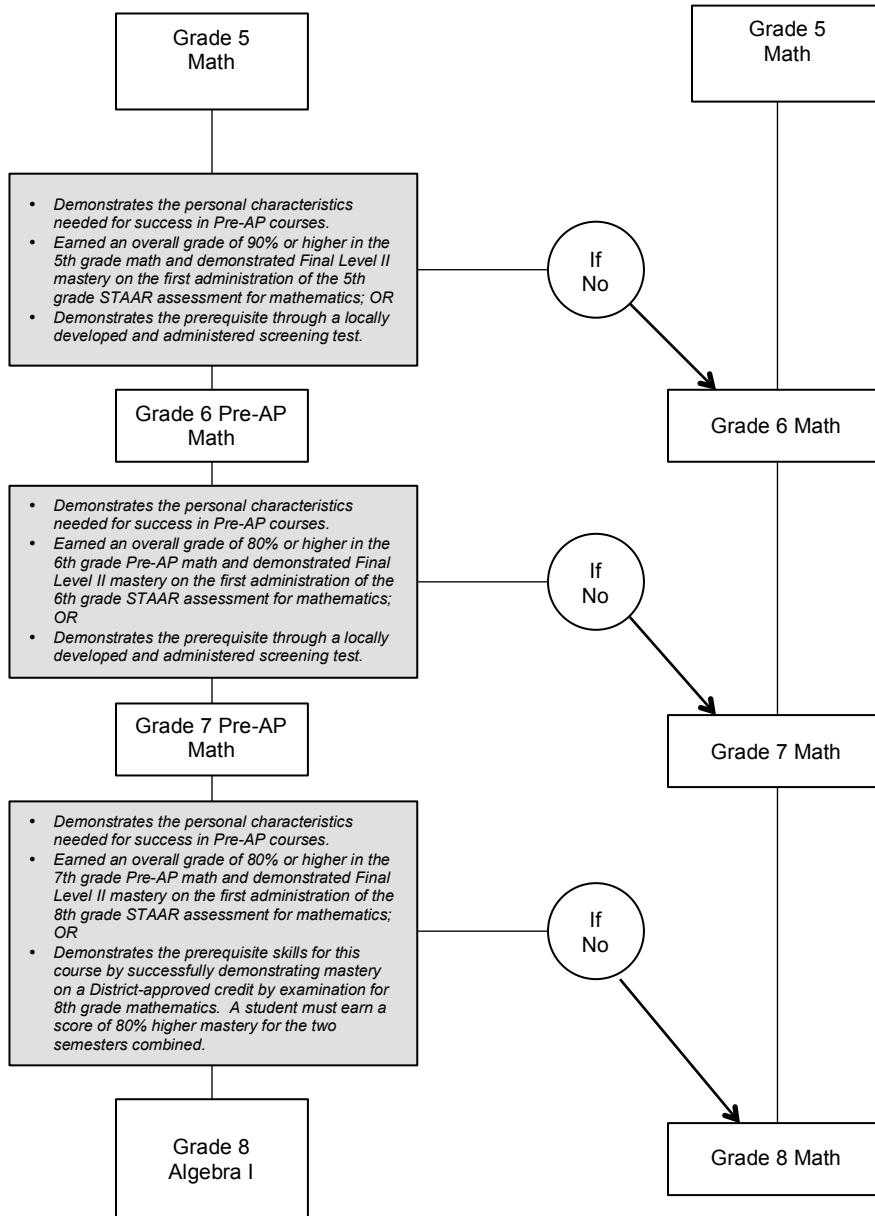 Grade 5
Math
Grade 5
Math
• Demonstrates the personal characteristics
needed for success in Pre-AP courses.
• Earned an overall grade of 90% or higher in the
5th grade math and demonstrated Final Level II
mastery on the first administration of the 5th
grade STAAR assessment for mathematics; OR
• Demonstrates the prerequisite through a locally
developed and administered screening test.
If
No
Grade 6 Pre-AP
Math
Grade 6 Math
• Demonstrates the personal characteristics
needed for success in Pre-AP courses.
• Earned an overall grade of 80% or higher in the
6th grade Pre-AP math and demonstrated Final
Level II mastery on the first administration of the
6th grade STAAR assessment for mathematics;
OR
• Demonstrates the prerequisite through a locally
developed and administered screening test.
If
No
Grade 7 Pre-AP
Math
Grade 7 Math
• Demonstrates the personal characteristics
needed for success in Pre-AP courses.
• Earned an overall grade of 80% or higher in the
7th grade Pre-AP math and demonstrated Final
Level II mastery on the first administration of the
8th grade STAAR assessment for mathematics;
OR
• Demonstrates the prerequisite skills for this
course by successfully demonstrating mastery
on a District-approved credit by examination for
8th grade mathematics.  A student must earn a
score of 80% higher mastery for the two
semesters combined.
If
No
Grade 8
Algebra I
Grade 8 Math